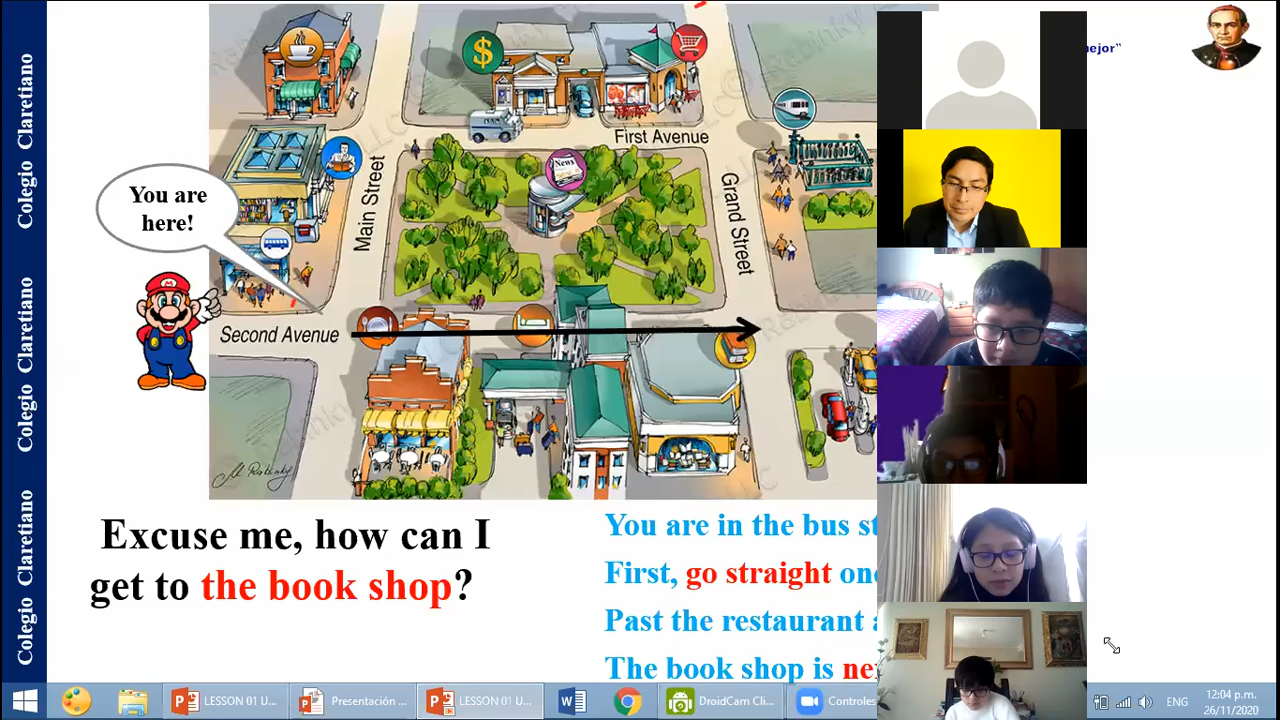 Colegio Claretiano
Colegio Claretiano
Colegio Claretiano
mejor"
$
News
First Avenue
Main Street
Grand Street
Second Avenue
You are
here!
M
Excuse me, how can I
get to the book shop?
You are in the bus st
First, go straight one
Past the restaurant a
The book shop is ne
LESSON 01 U...
Presentación ...
LESSON 01 U...
DroidCam Cli...
Controles
ENG
12:04 p.m.
26/11/2020